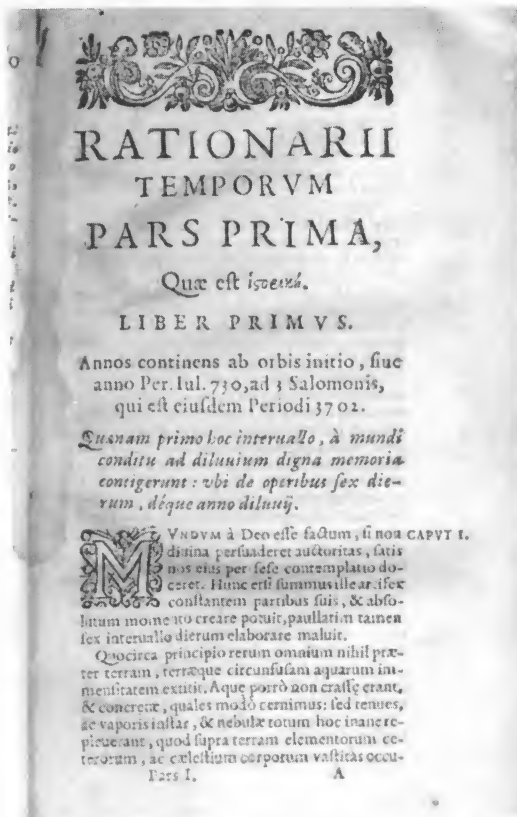 RATIONARII
TEMPORVM
PARS PRIMA,
Quæ est ἱϛοεικά.
LIBER PRIMVS.
Annos continens ab orbis initio, siue
anno Per. Iul. 730, ad 3 Salomonis,
qui est eiusdem Periodi 3702.
Quænam primo hoc interuallo, à mundi
conditu ad diluuium digna memoria
contigerunt: vbi de operibus sex die-
rum, déque anno diluuij.
MVNDVM à Deo esse factum, si non CAPVT I.
diuina persuaderet auctoritas, satis
nos eius per sese contemplatio do-
ceret. Hunc etsi summus ille artifex
constantem partibus suis, & abso-
lutum momento creare potuit, paullatim tamen
sex interuallo dierum elaborare maluit.
Quocirca principio rerum omnium nihil præ-
ter terram, terræque circunfusam aquarum im-
mensitatem extitit. Aquæ porrò non crassę erant,
& concretæ, quales modò cernimus: sed tenues,
ac vaporis instar, & nebulæ totum hoc inane re-
pleuerant, quod supra terram elementorum ce-
terorum, ac cælestium corporum vastitas occu-
Pars I. A